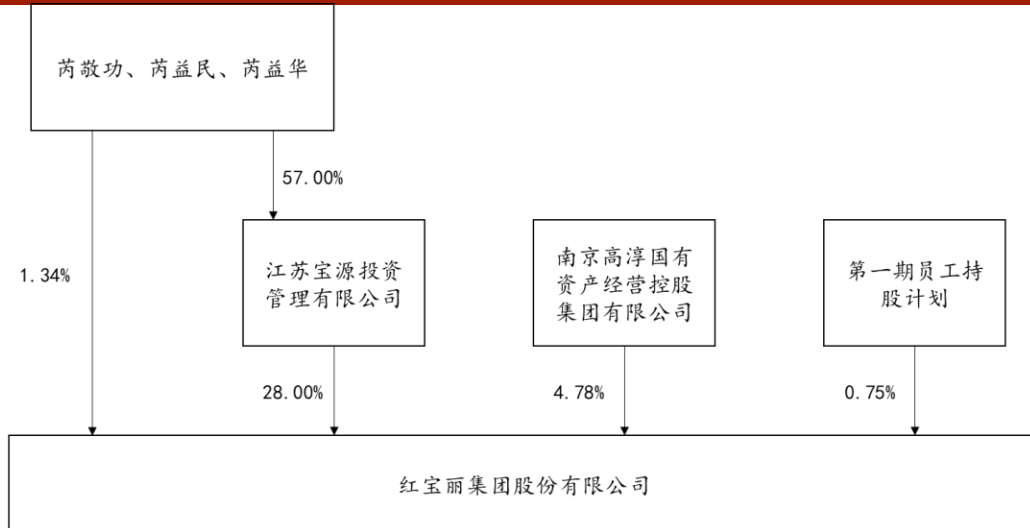 芮敬功、芮益民、芮益华
57.00%
1.34%
江苏宝源投资
管理有限公司
南京高淳国有
资产经营控股
集团有限公司
第一期员工持
股计划
28.00%
4.78%
0.75%
红宝丽集团股份有限公司